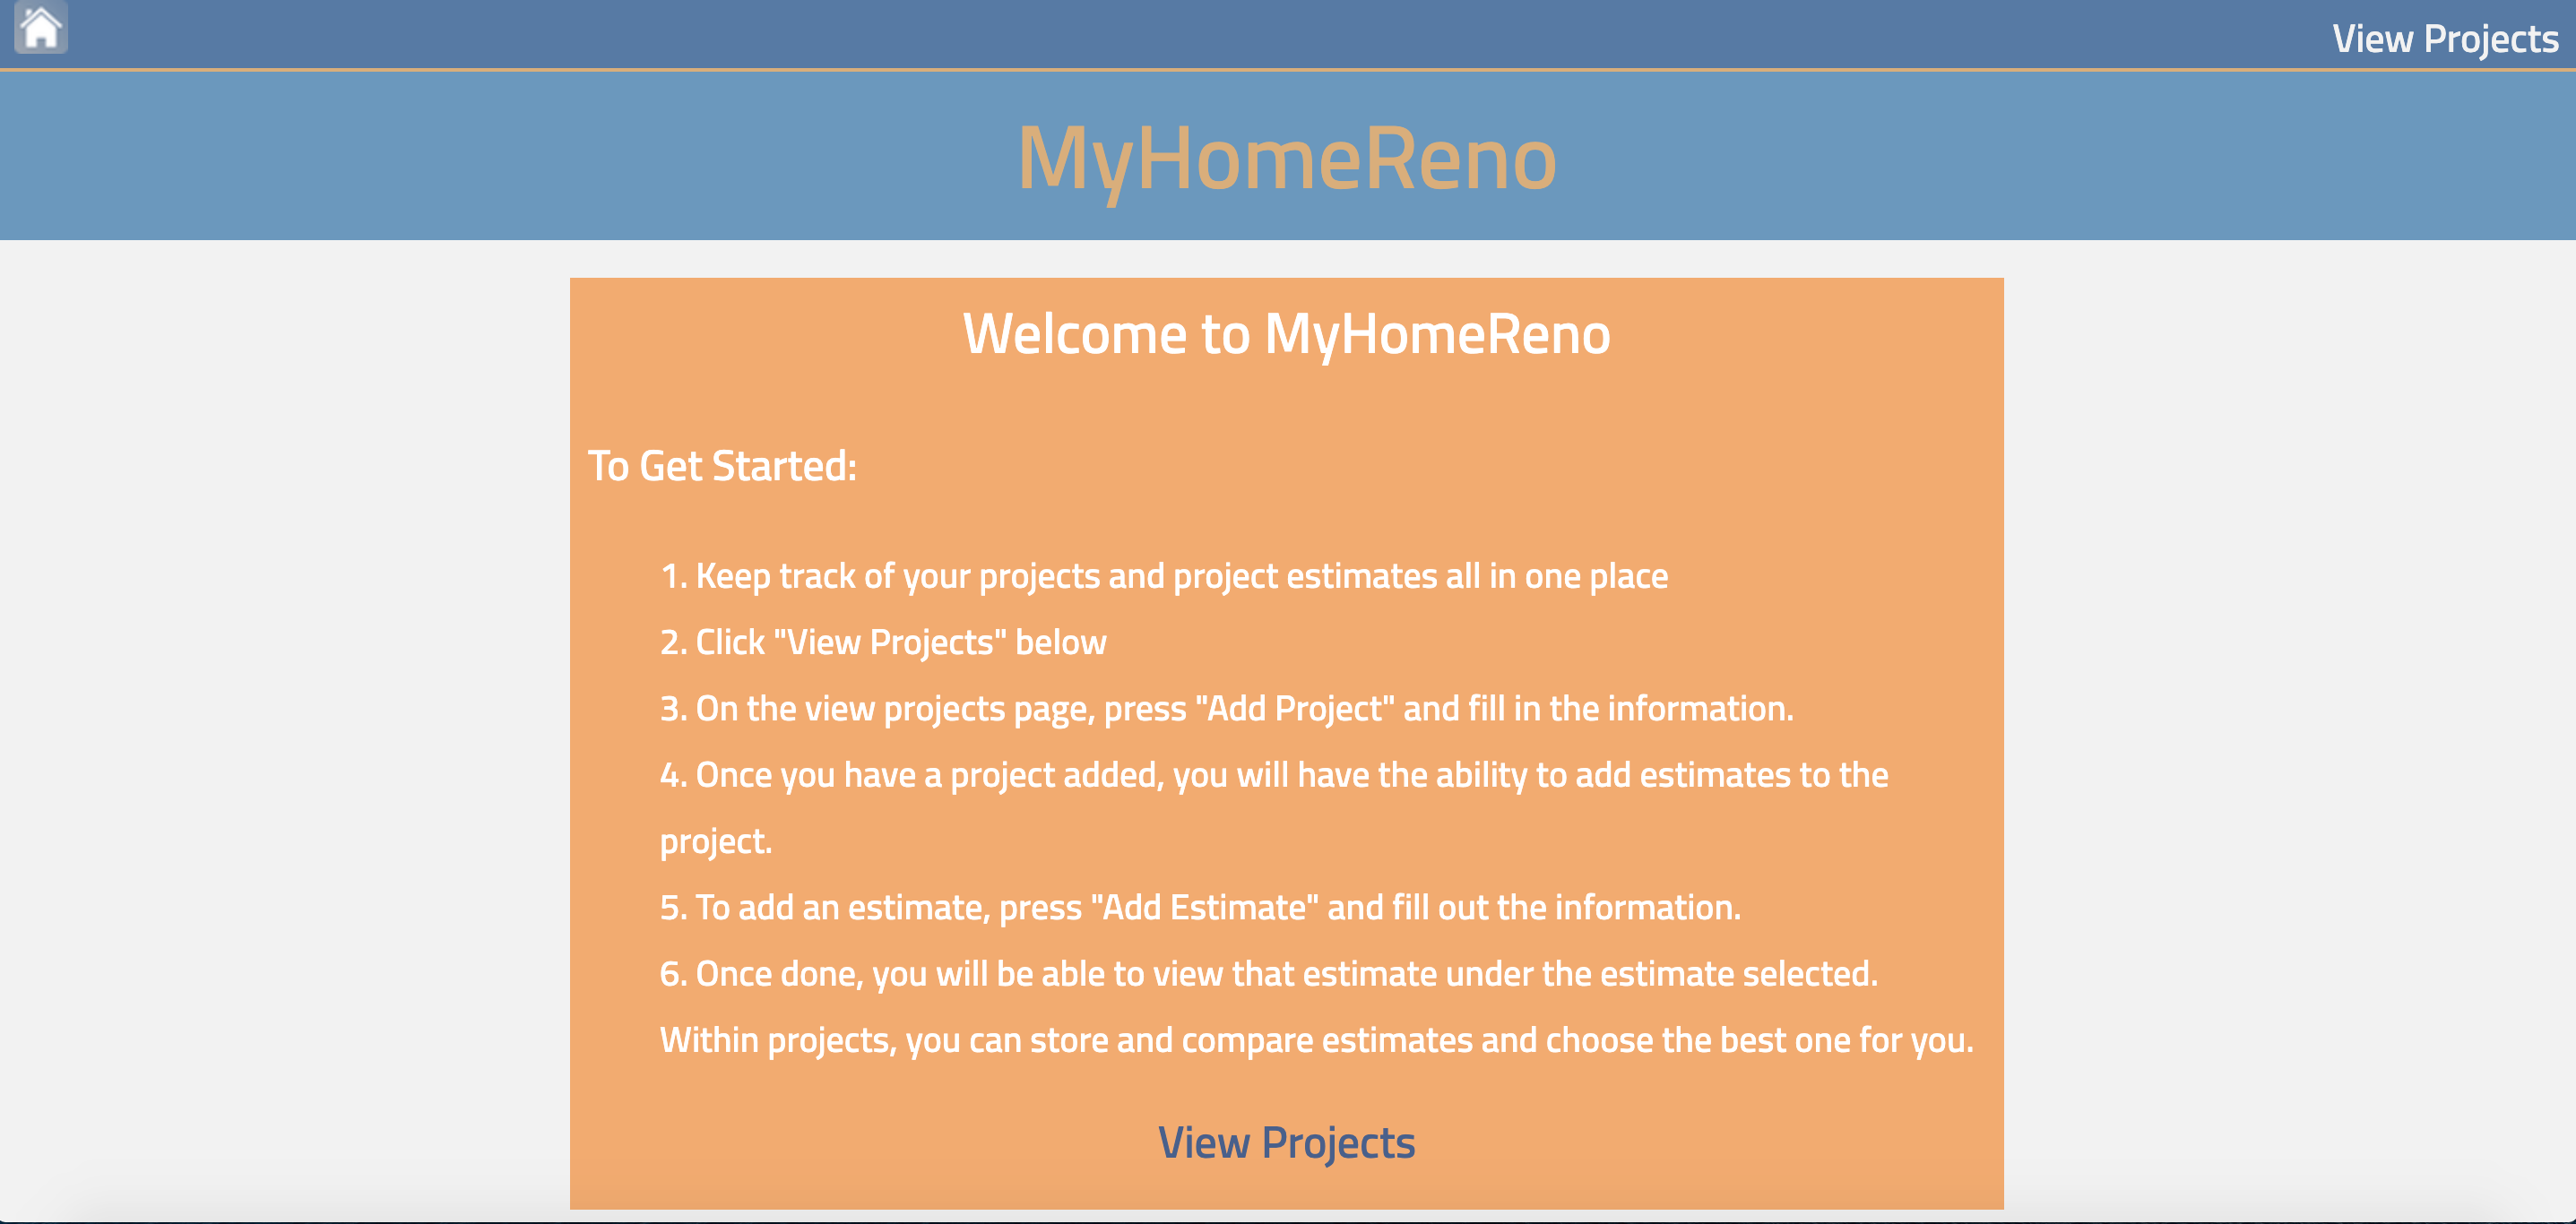 View Projects
MyHomeReno
Welcome to MyHomeReno
To Get Started:
1. Keep track of your projects and project estimates all in one place
2. Click "View Projects" below
3. On the view projects page, press "Add Project" and fill in the information.
4. Once you have a project added, you will have the ability to add estimates to the
project.
5. To add an estimate, press "Add Estimate" and fill out the information.
6. Once done, you will be able to view that estimate under the estimate selected.
Within projects, you can store and compare estimates and choose the best one for you.
View Projects